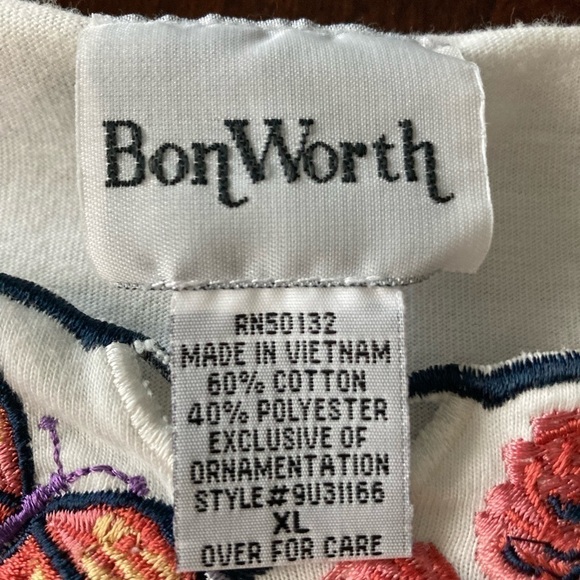 BonWorth
RN50132
MADE IN VIETNAM
60% COTTON
40% POLYESTER
EXCLUSIVE OF
ORNAMENTATION
STYLE#9U31166
XL
OVER FOR CARE